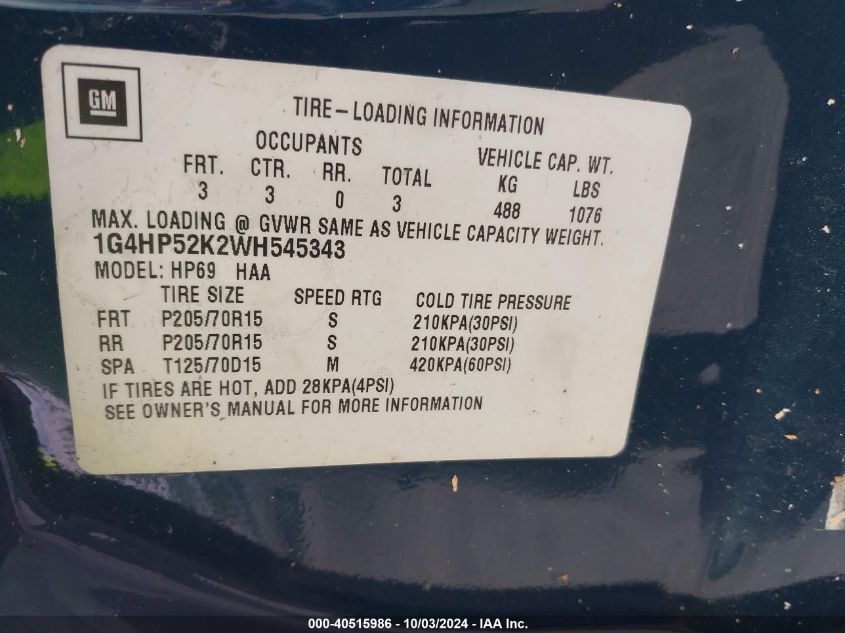 GM
TIRE-LOADING INFORMATION
OCCUPANTS VEHICLE CAP. WT.
FRT. CTR. RR. TOTAL KG LBS
3 3 0 3 488 1076
MAX. LOADING @ GVWR SAME AS VEHICLE CAPACITY WEIGHT.
1G4HP52K2WH545343
MODEL: HP69 HAA
TIRE SIZE SPEED RTG COLD TIRE PRESSURE
FRT P205/70R15 S 210KPA(30PSI)
RR P205/70R15 S 210KPA(30PSI)
SPA T125/70D15 M 420KPA(60PSI)
IF TIRES ARE HOT, ADD 28KPA(4PSI)
SEE OWNER'S MANUAL FOR MORE INFORMATION
000-40515986 - 10/03/2024 - IAA Inc.